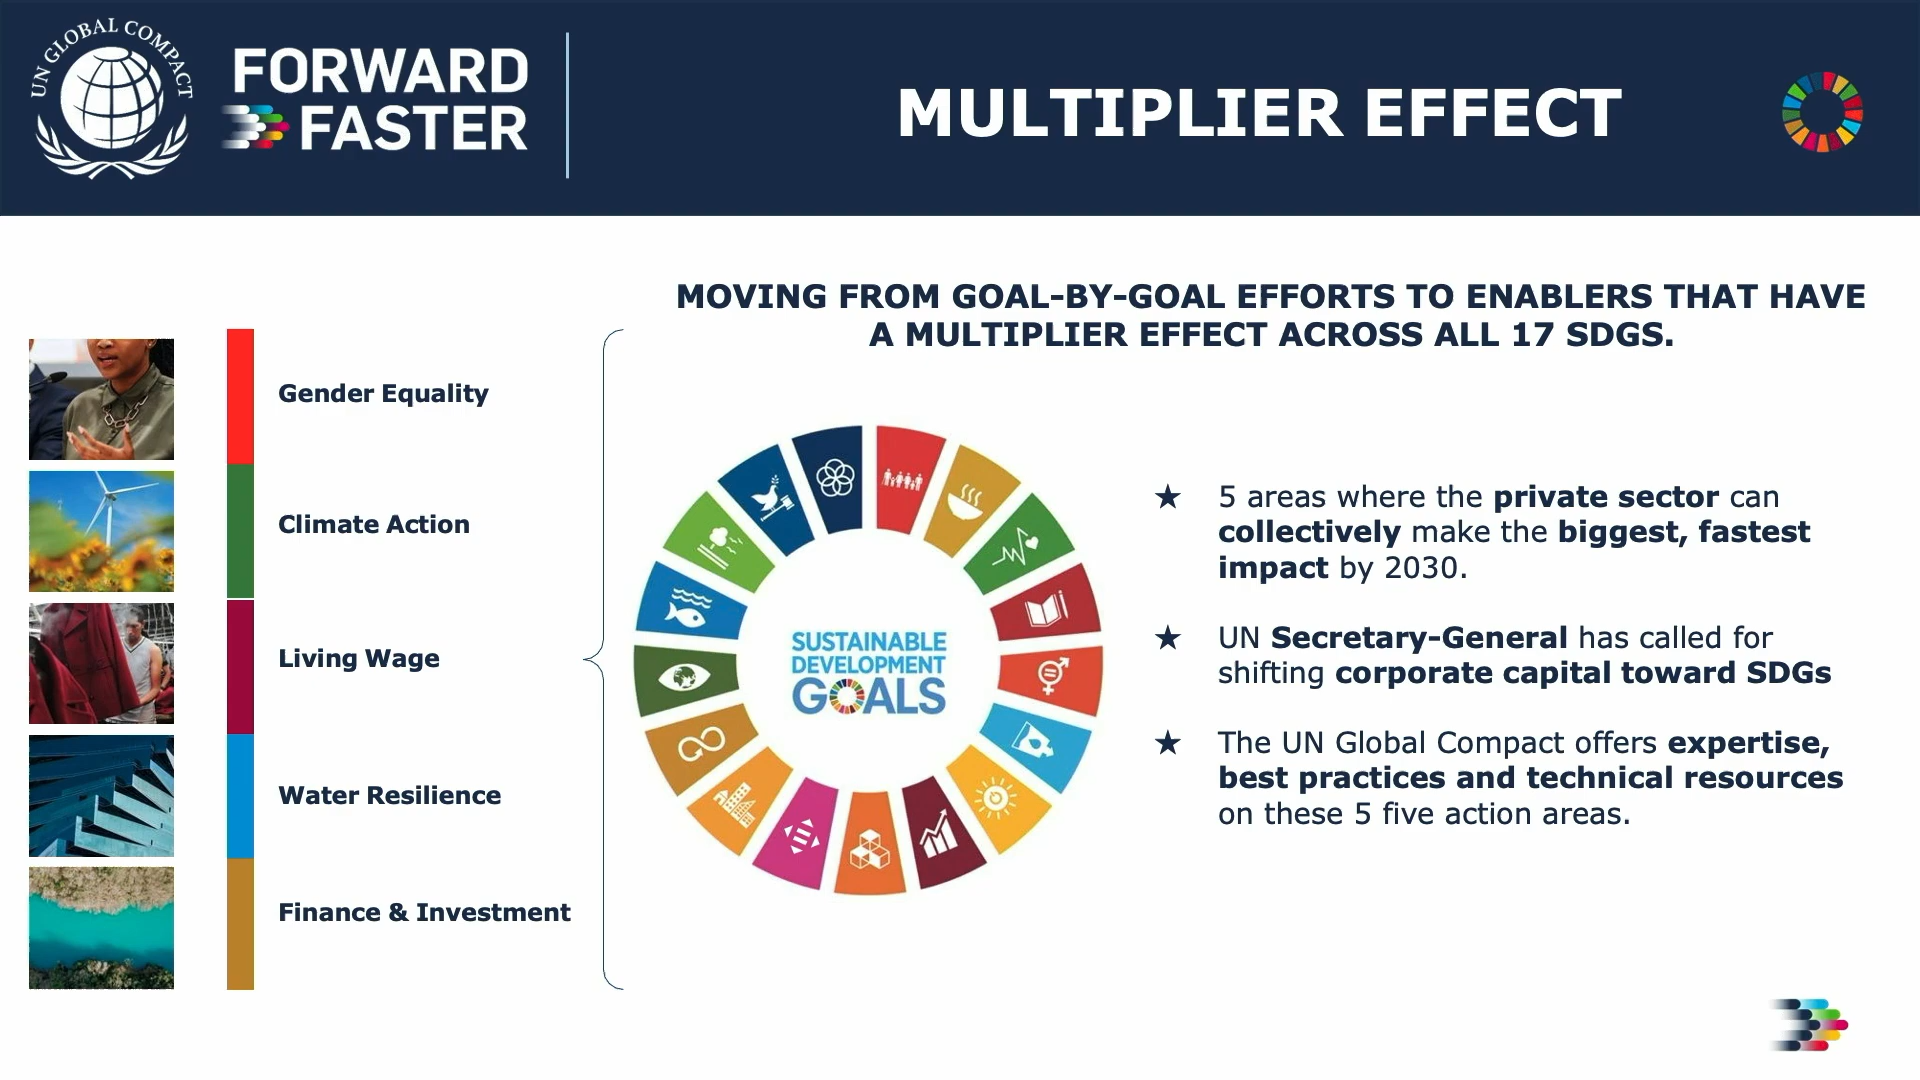 UN GLOBAL COMPACT
FORWARD
FASTER
MULTIPLIER EFFECT
MOVING FROM GOAL-BY-GOAL EFFORTS TO ENABLERS THAT HAVE
A MULTIPLIER EFFECT ACROSS ALL 17 SDGS.
Gender Equality
Climate Action
Living Wage
Water Resilience
Finance & Investment
SUSTAINABLE
DEVELOPMENT
GOALS
★ 5 areas where the private sector can
collectively make the biggest, fastest
impact by 2030.
★ UN Secretary-General has called for
shifting corporate capital toward SDGs
★ The UN Global Compact offers expertise,
best practices and technical resources
on these 5 five action areas.